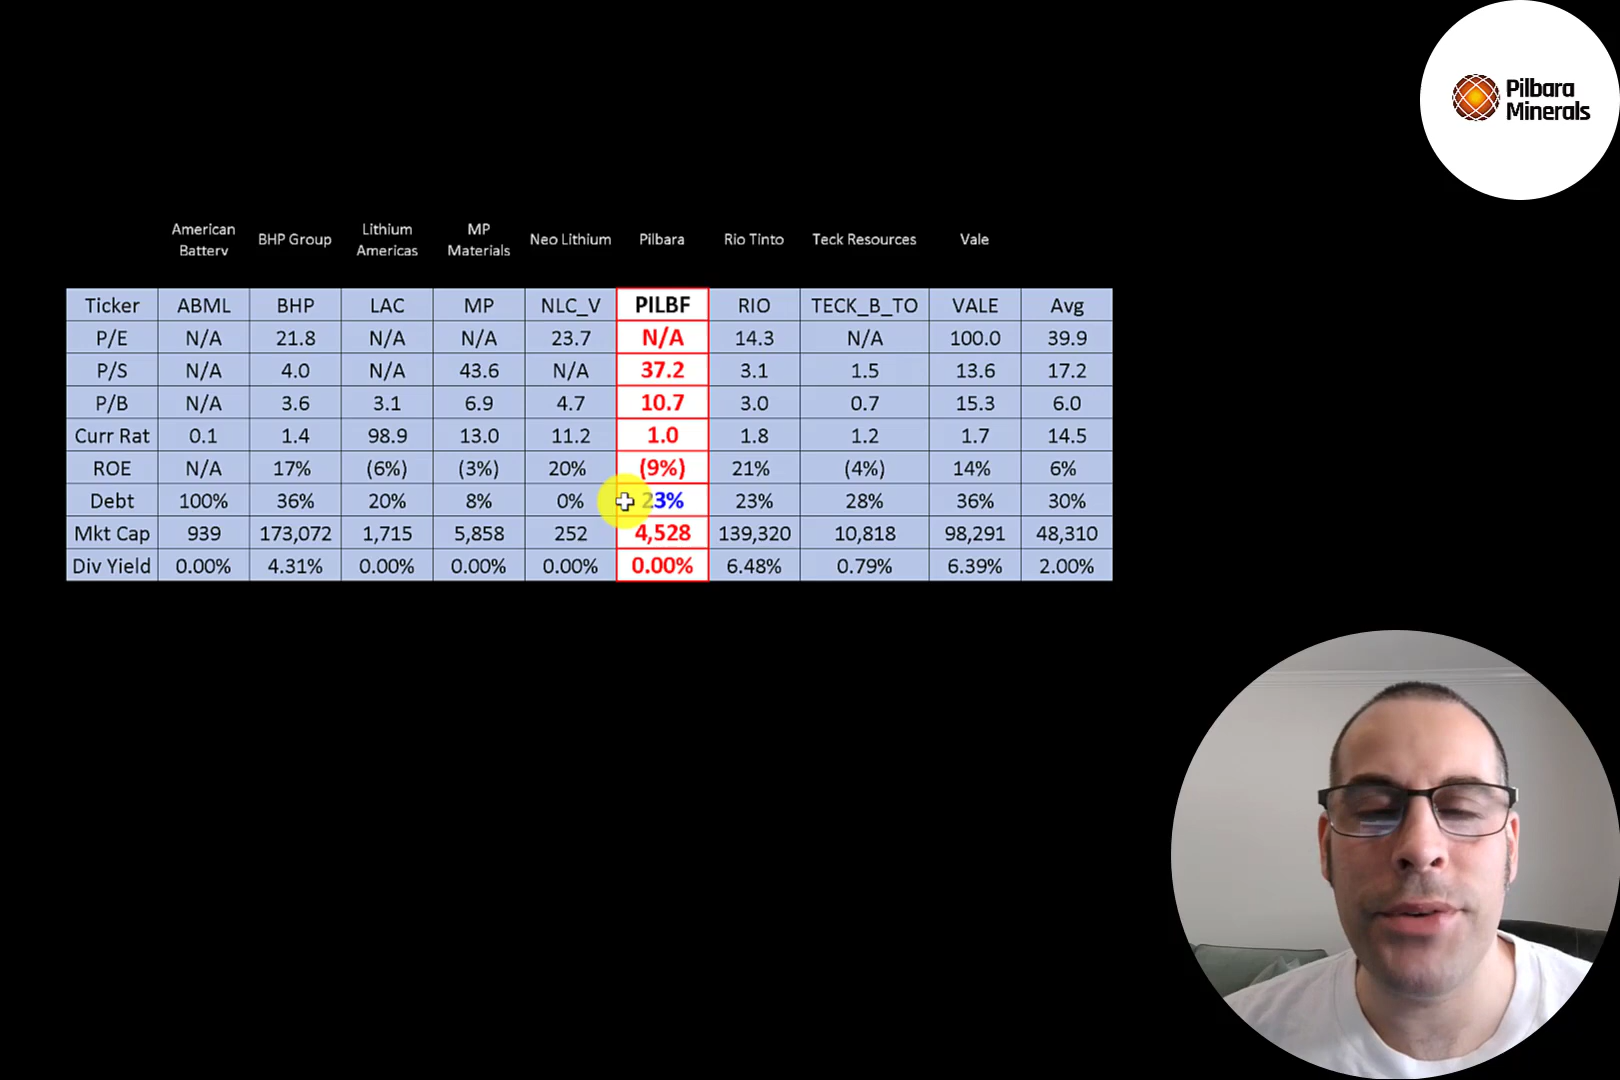 Pilbara
Minerals
American Battery
BHP Group
Lithium Americas
MP Materials
Neo Lithium
Pilbara
Rio Tinto
Teck Resources
Vale
Ticker ABML BHP LAC MP NLC_V PILBF RIO TECK_B_TO VALE Avg
P/E N/A 21.8 N/A N/A 23.7 N/A 14.3 N/A 100.0 39.9
P/S N/A 4.0 N/A 43.6 N/A 37.2 3.1 1.5 13.6 17.2
P/B N/A 3.6 3.1 6.9 4.7 10.7 3.0 0.7 15.3 6.0
Curr Rat 0.1 1.4 98.9 13.0 11.2 1.0 1.8 1.2 1.7 14.5
ROE N/A 17% (6%) (3%) 20% (9%) 21% (4%) 14% 6%
Debt 100% 36% 20% 8% 0% 23% 23% 28% 36% 30%
Mkt Cap 939 173,072 1,715 5,858 252 4,528 139,320 10,818 98,291 48,310
Div Yield 0.00% 4.31% 0.00% 0.00% 0.00% 0.00% 6.48% 0.79% 6.39% 2.00%